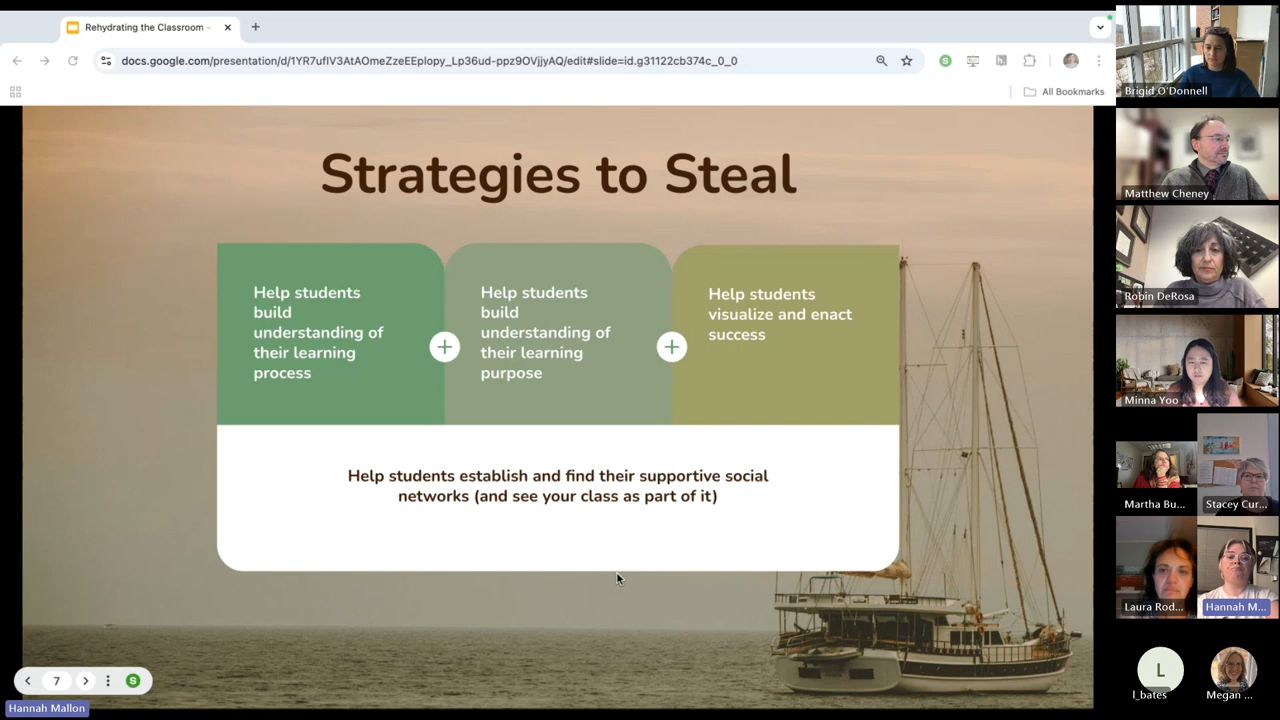 Rehydrating the Classroom -
docs.google.com/presentation/d/1YR7ufIV3AtAOmeZzeEEplopy_Lp36ud-ppz9OVjjyAQ/edit#slide=id.g31122cb374c_0_0
All Bookmarks
Strategies to Steal
Help students
build
understanding of
their learning
process
Help students
build
understanding of
their learning
purpose
Help students
visualize and enact
success
Help students establish and find their supportive social
networks (and see your class as part of it)
7
S
Hannah Mallon
Brigid O'Donnell
Matthew Cheney
Robin DeRosa
Minna Yoo
Martha Bu...
Stacey Cur...
Laura Rod...
Hannah M...
L
l_bates
Megan ...